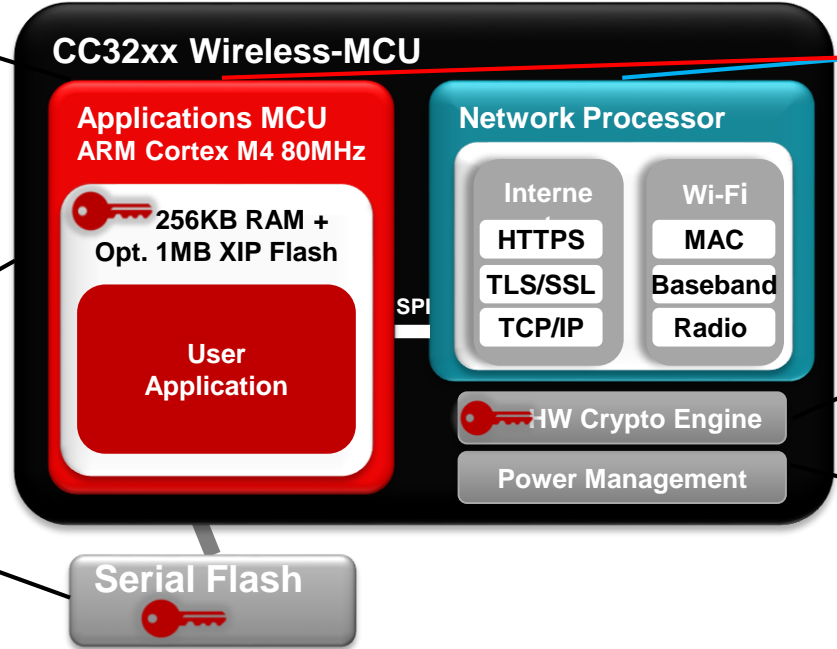 CC32xx Wireless-MCU
Applications MCU
ARM Cortex M4 80MHz
256KB RAM +
Opt. 1MB XIP Flash
User
Application
SPI
Network Processor
Interne
t
HTTPS
TLS/SSL
TCP/IP
Wi-Fi
MAC
Baseband
Radio
HW Crypto Engine
Power Management
Serial Flash